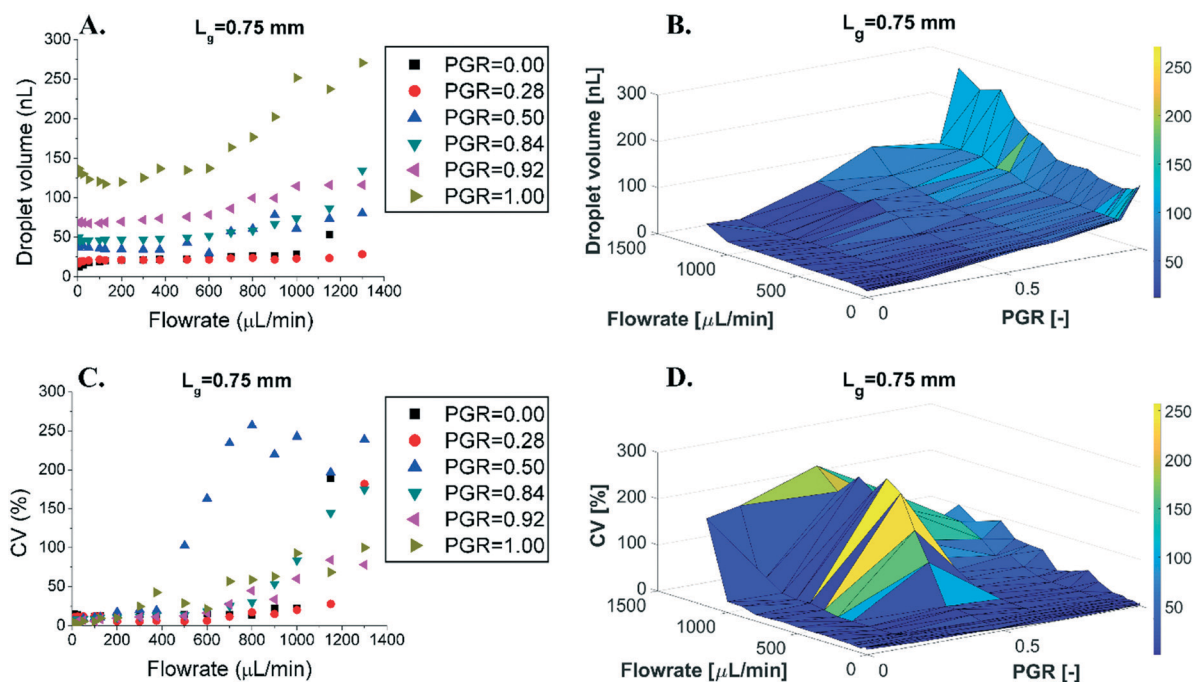 A.
L_g=0.75 mm
Droplet volume (nL)
300
250
200
150
100
50
0
0 200 400 600 800 1000 1200 1400
Flowrate (μL/min)
PGR=0.00
PGR=0.28
PGR=0.50
PGR=0.84
PGR=0.92
PGR=1.00
B.
L_g=0.75 mm
Droplet volume [nL]
300
200
100
0
1500
1000
500
0
Flowrate [μL/min]
0
0.5
PGR [-]
250
200
150
100
50
C.
L_g=0.75 mm
CV (%)
300
250
200
150
100
50
0
0 200 400 600 800 1000 1200 1400
Flowrate (μL/min)
PGR=0.00
PGR=0.28
PGR=0.50
PGR=0.84
PGR=0.92
PGR=1.00
D.
L_g=0.75 mm
CV [%]
300
200
100
0
1500
1000
500
0
Flowrate [μL/min]
0
0.5
PGR [-]
250
200
150
100
50